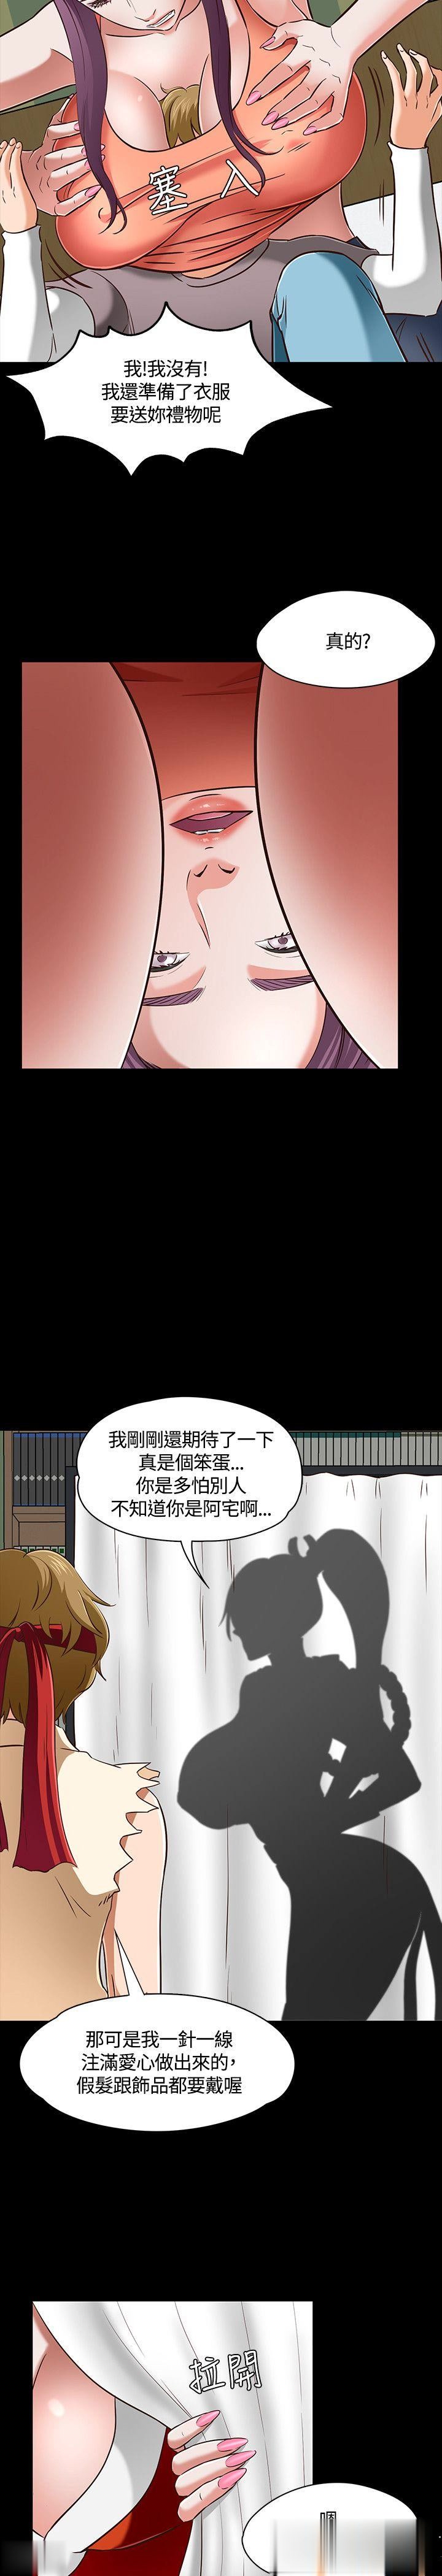 塞入
我!我沒有!
我還準備了衣服
要送妳禮物呢
真的?
我剛剛還期待了一下
真是個笨蛋...
你是多怕別人
不知道你是阿宅啊...
那可是我一針一線
注滿愛心做出來的,
假髮跟飾品都要戴喔
拉開